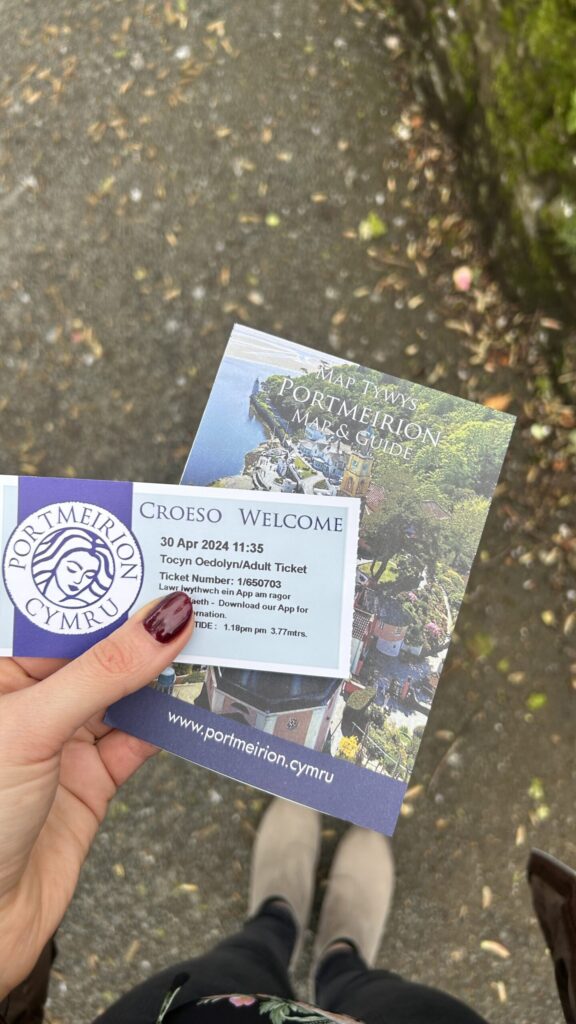 Map Tywys
Portmeirion
Map & Guide
PORTMEIRION
CYMRU
Croeso Welcome
30 Apr 2024 11:35
Tocyn Oedolyn/Adult Ticket
Ticket Number: 1/650703
Lawr lwythwch ein App am ragor
aeth - Download our App for
rnation.
TIDE : 1.18pm pm 3.77mtrs.
www.portmeirion.cymru